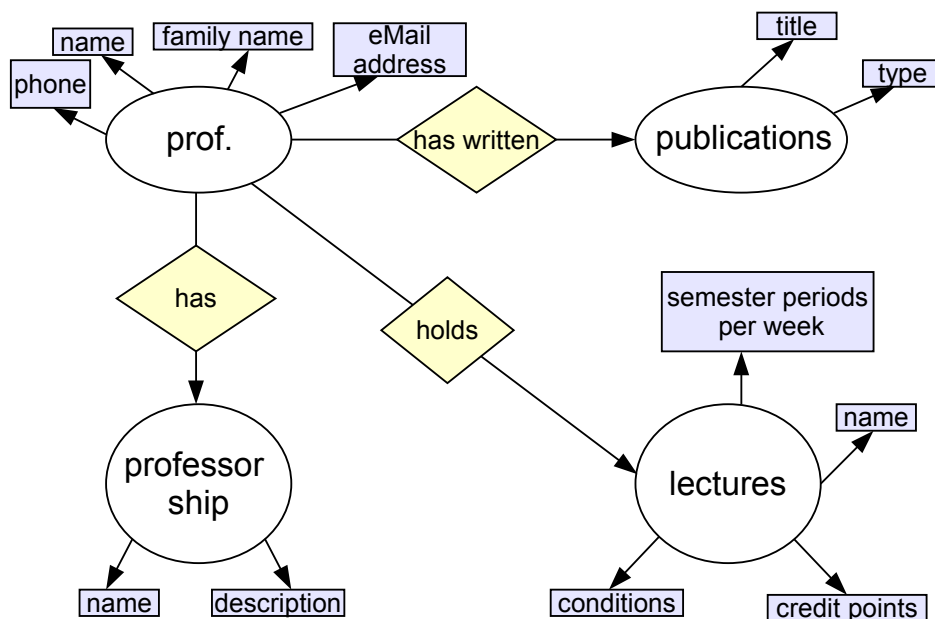 name
family name
eMail
address
title
phone
type
prof.
has written
publications
has
holds
semester periods
per week
name
professor
ship
lectures
name
description
conditions
credit points